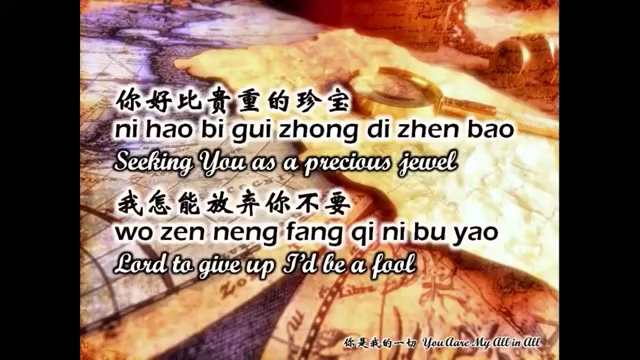 你好比貴重的珍宝
ni hao bi gui zhong di zhen bao
Seeking You as a precious jewel
我怎能放弃你不要
wo zen neng fang qi ni bu yao
Lord to give up I'd be a fool
Libre
你是我的一切 You Aare My All in All